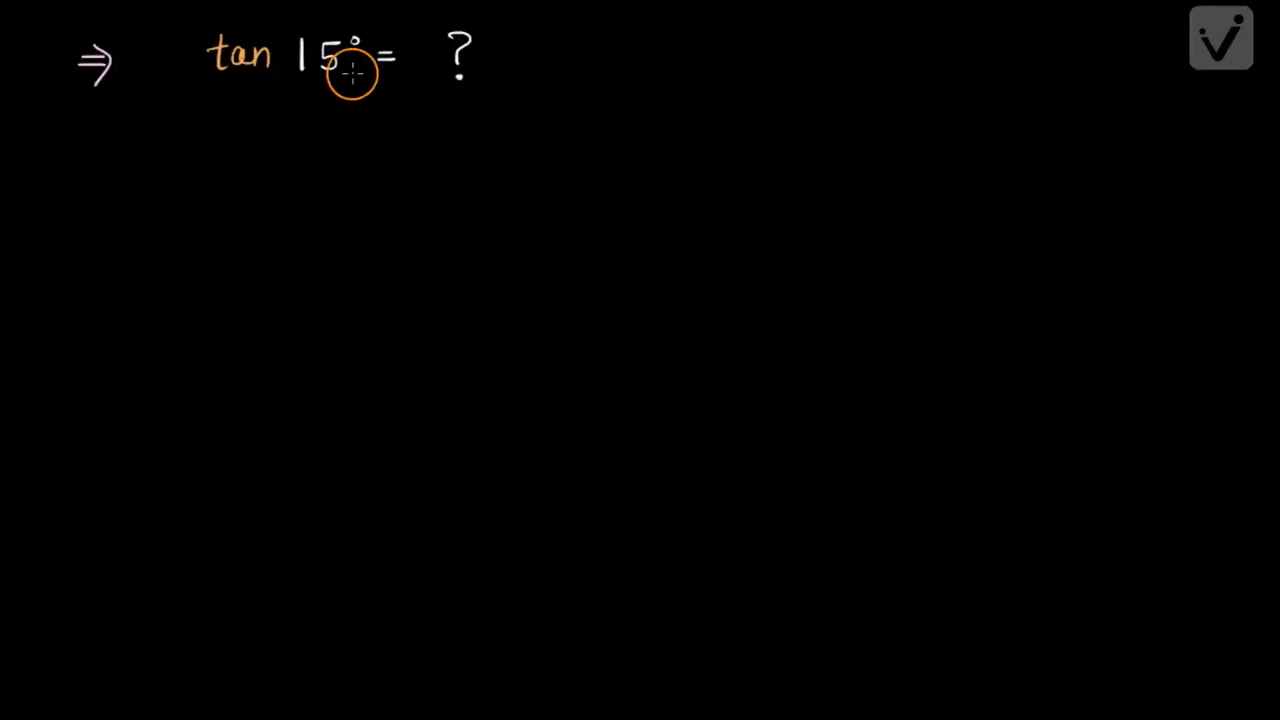 ⇒ tan 15° = ?